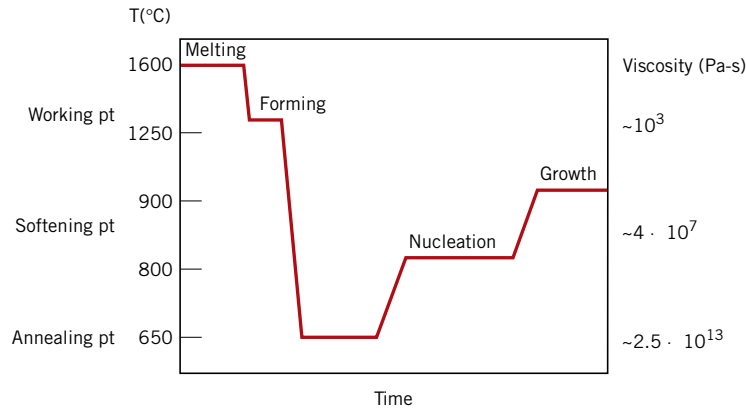 T(°C)
Melting
1600
Viscosity (Pa-s)
Forming
Working pt
~10³
1250
Growth
900
Softening pt
~4 · 10⁷
Nucleation
800
Annealing pt
650
~2.5 · 10¹³
Time